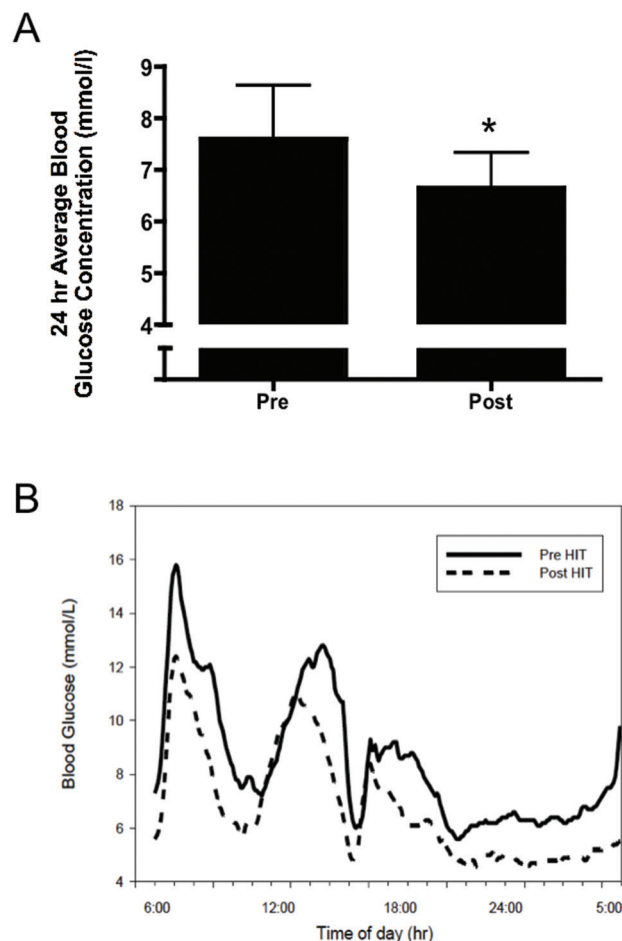 A
24 hr Average Blood
Glucose Concentration (mmol/l)
9
8
7
6
5
4
*
Pre
Post
B
Blood Glucose (mmol/L)
18
16
14
12
10
8
6
4
Pre HIT
Post HIT
6:00
12:00
18:00
24:00
5:00
Time of day (hr)